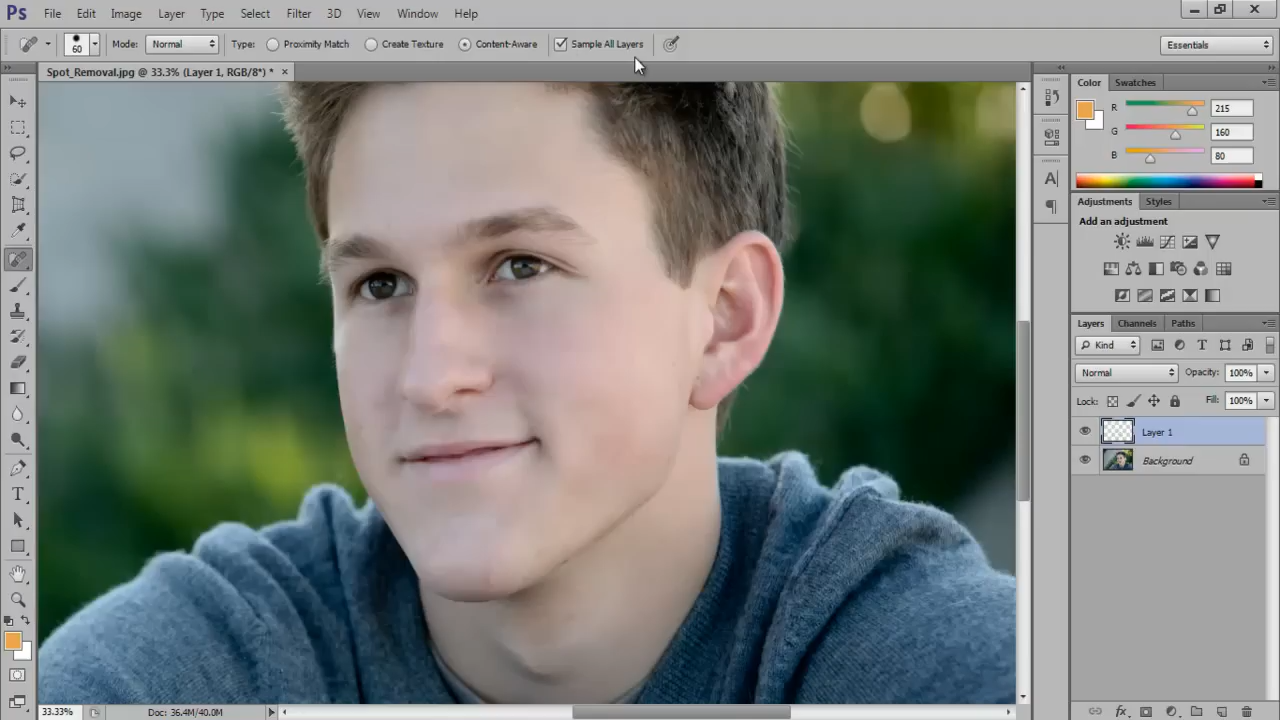 Ps File Edit Image Layer Type Select Filter 3D View Window Help
60 Mode: Normal Type: Proximity Match Create Texture Content-Aware Sample All Layers Essentials
Spot_Removal.jpg @ 33.3% (Layer 1, RGB/8*) * ×
Color Swatches
R 215
G 160
B 80
Adjustments Styles
Add an adjustment
Layers Channels Paths
Kind
Normal Opacity: 100%
Lock: Fill: 100%
Layer 1
Background
33.33% Doc: 36.4M/40.0M